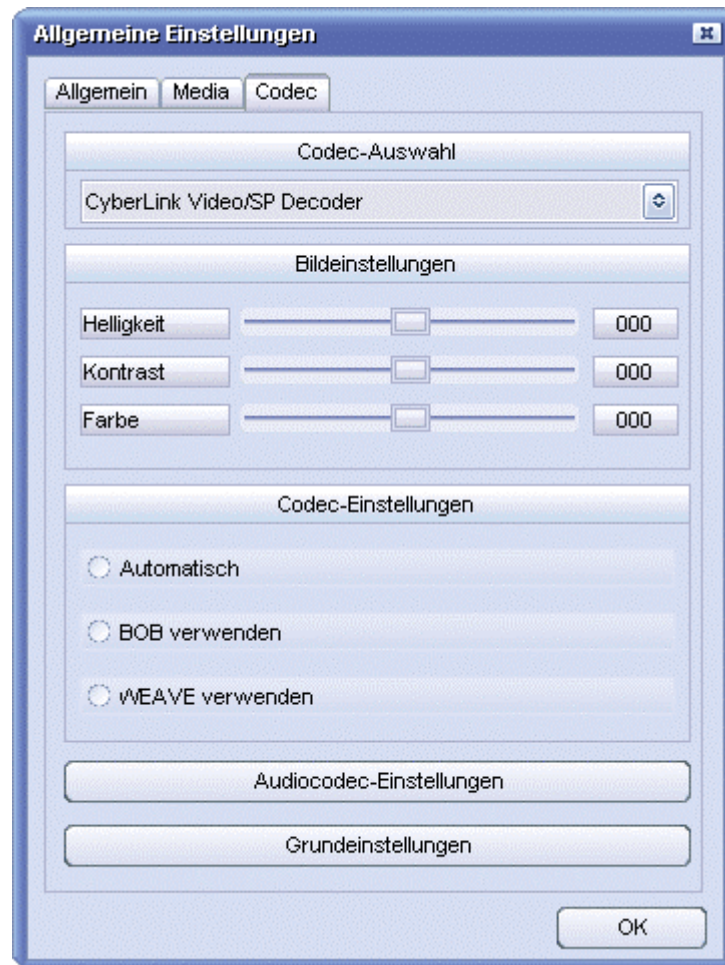 Allgemeine Einstellungen
Allgemein Media Codec
Codec-Auswahl
CyberLink Video/SP Decoder
Bildeinstellungen
Helligkeit 000
Kontrast 000
Farbe 000
Codec-Einstellungen
Automatisch
BOB verwenden
WEAVE verwenden
Audiocodec-Einstellungen
Grundeinstellungen
OK